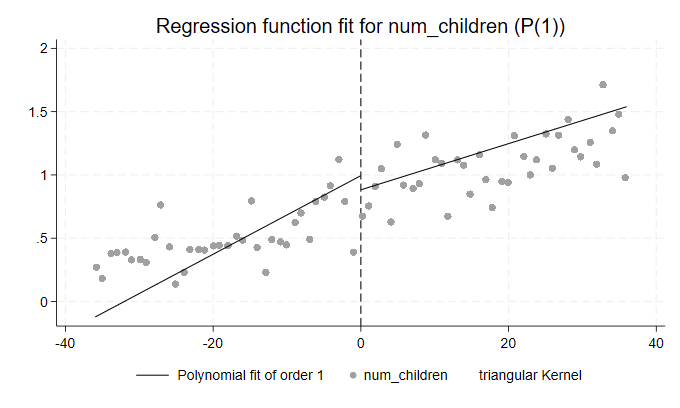 Regression function fit for num_children (P(1))
2
1.5
1
.5
0
-40
-20
0
20
40
Polynomial fit of order 1
num_children
triangular Kernel